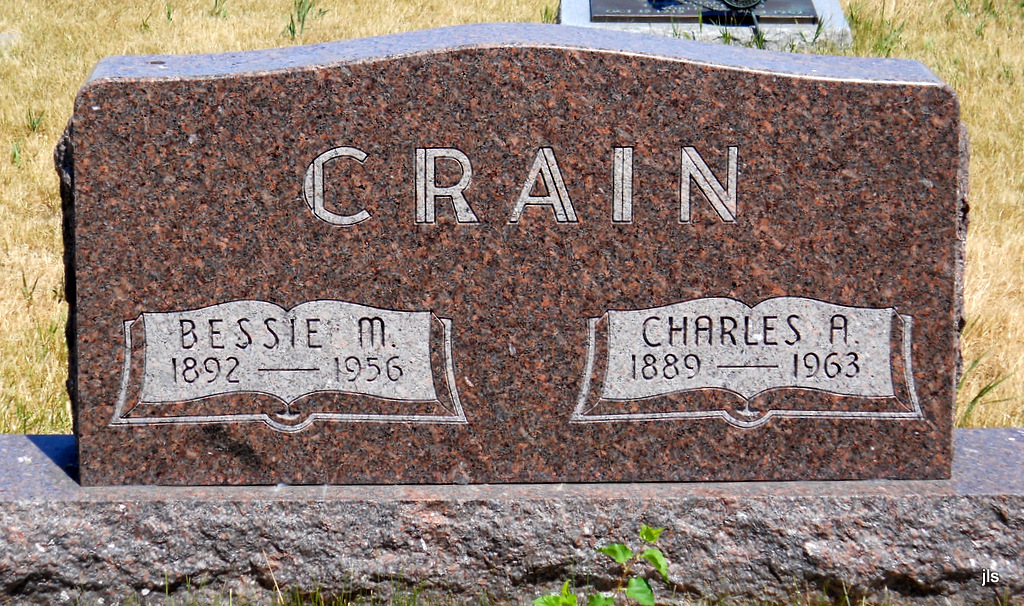 CRAIN
BESSIE M.
1892 — 1956
CHARLES A.
1889 — 1963
jls